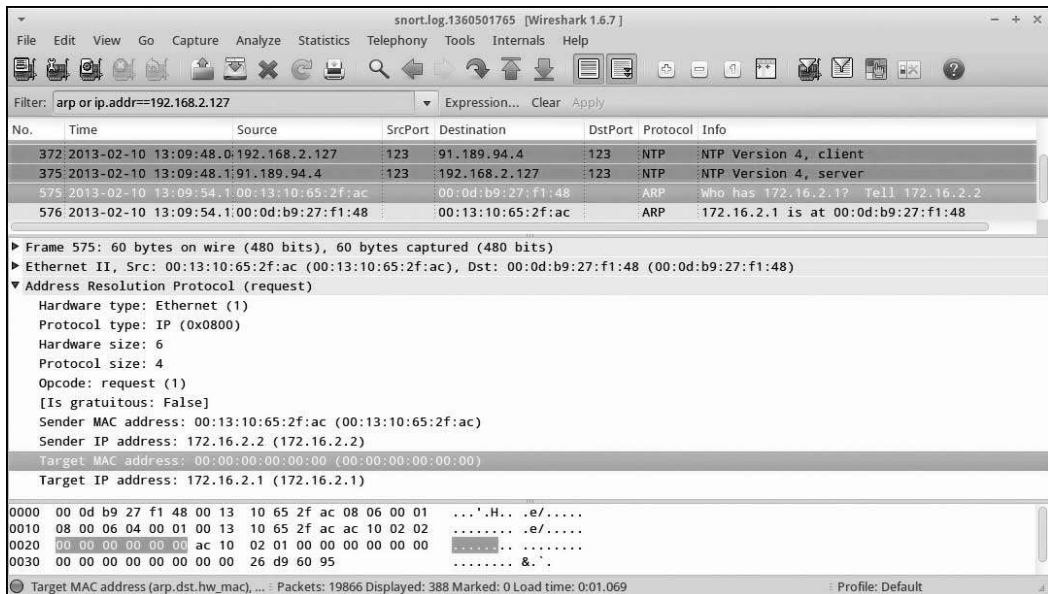 snort.log.1360501765 [Wireshark 1.6.7 ]
File Edit View Go Capture Analyze Statistics Telephony Tools Internals Help
Filter: arp or ip.addr==192.168.2.127 Expression... Clear Apply
No. Time Source SrcPort Destination DstPort Protocol Info
372 2013-02-10 13:09:48.0 192.168.2.127 123 91.189.94.4 123 NTP NTP Version 4, client
375 2013-02-10 13:09:48.1 91.189.94.4 123 192.168.2.127 123 NTP NTP Version 4, server
575 2013-02-10 13:09:54.1 00:13:10:65:2f:ac 00:0d:b9:27:f1:48 ARP Who has 172.16.2.1? Tell 172.16.2.2
576 2013-02-10 13:09:54.1 00:0d:b9:27:f1:48 00:13:10:65:2f:ac ARP 172.16.2.1 is at 00:0d:b9:27:f1:48
Frame 575: 60 bytes on wire (480 bits), 60 bytes captured (480 bits)
Ethernet II, Src: 00:13:10:65:2f:ac (00:13:10:65:2f:ac), Dst: 00:0d:b9:27:f1:48 (00:0d:b9:27:f1:48)
Address Resolution Protocol (request)
Hardware type: Ethernet (1)
Protocol type: IP (0x0800)
Hardware size: 6
Protocol size: 4
Opcode: request (1)
[Is gratuitous: False]
Sender MAC address: 00:13:10:65:2f:ac (00:13:10:65:2f:ac)
Sender IP address: 172.16.2.2 (172.16.2.2)
Target MAC address: 00:00:00:00:00:00 (00:00:00:00:00:00)
Target IP address: 172.16.2.1 (172.16.2.1)
0000 00 0d b9 27 f1 48 00 13 10 65 2f ac 08 06 00 01 ...'.H.. .e/.....
0010 08 00 06 04 00 01 00 13 10 65 2f ac ac 10 02 02 ........ .e/.....
0020 00 00 00 00 00 00 ac 10 02 01 00 00 00 00 00 00 ........ ........
0030 00 00 00 00 00 00 00 00 26 d9 60 95 ........ &.`.
Target MAC address (arp.dst.hw_mac), ... Packets: 19866 Displayed: 388 Marked: 0 Load time: 0:01.069 Profile: Default